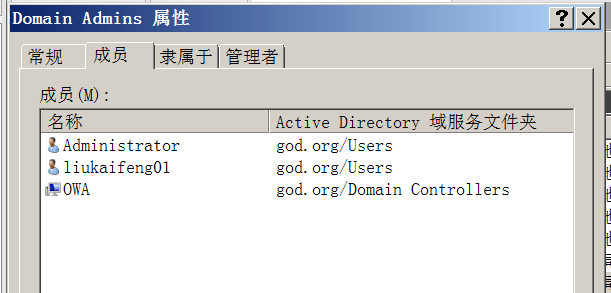 Domain Admins 属性
常规 成员 隶属于 管理者
成员(M):
名称 Active Directory 域服务文件夹
Administrator god.org/Users
liukaifeng01 god.org/Users
OWA god.org/Domain Controllers